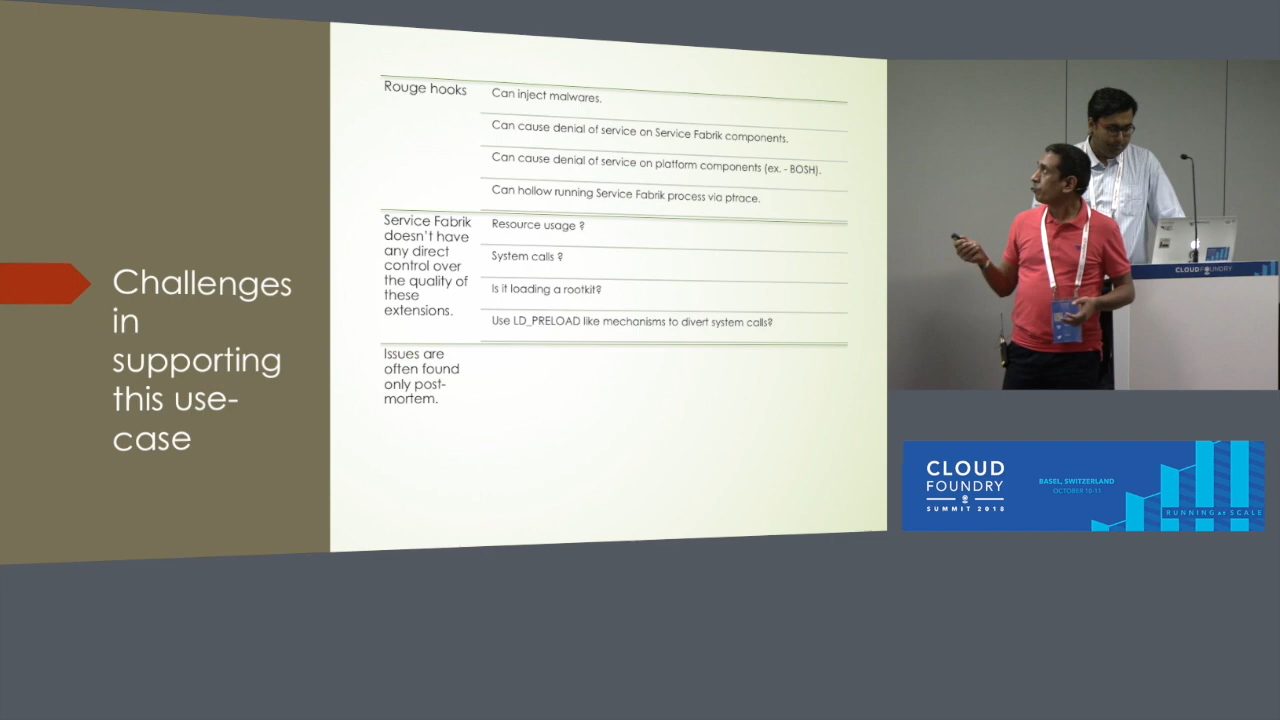 Challenges
in
supporting
this use-
case
Rouge hooks
Can inject malwares.
Can cause denial of service on Service Fabrik components.
Can cause denial of service on platform components (ex. - BOSH).
Can hollow running Service Fabrik process via ptrace.
Service Fabrik
doesn't have
any direct
control over
the quality of
these
extensions.
Resource usage ?
System calls ?
Is it loading a rootkit?
Use LD_PRELOAD like mechanisms to divert system calls?
Issues are
often found
only post-
mortem.
CLOUDFOUNDRY
CLOUD
FOUNDRY
SUMMIT 2018
BASEL, SWITZERLAND
OCTOBER 10-11
RUNNING AT SCALE